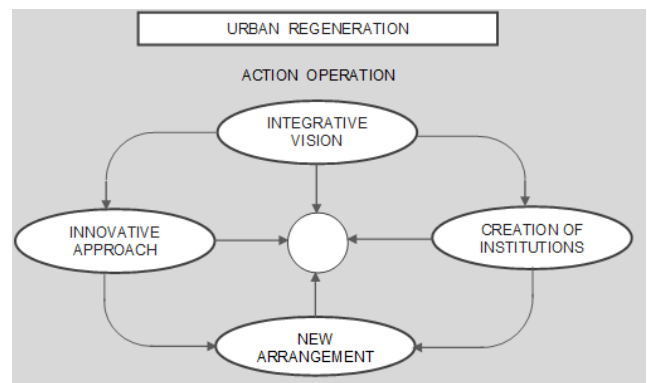 URBAN REGENERATION
ACTION OPERATION
INTEGRATIVE
VISION
INNOVATIVE
APPROACH
CREATION OF
INSTITUTIONS
NEW
ARRANGEMENT